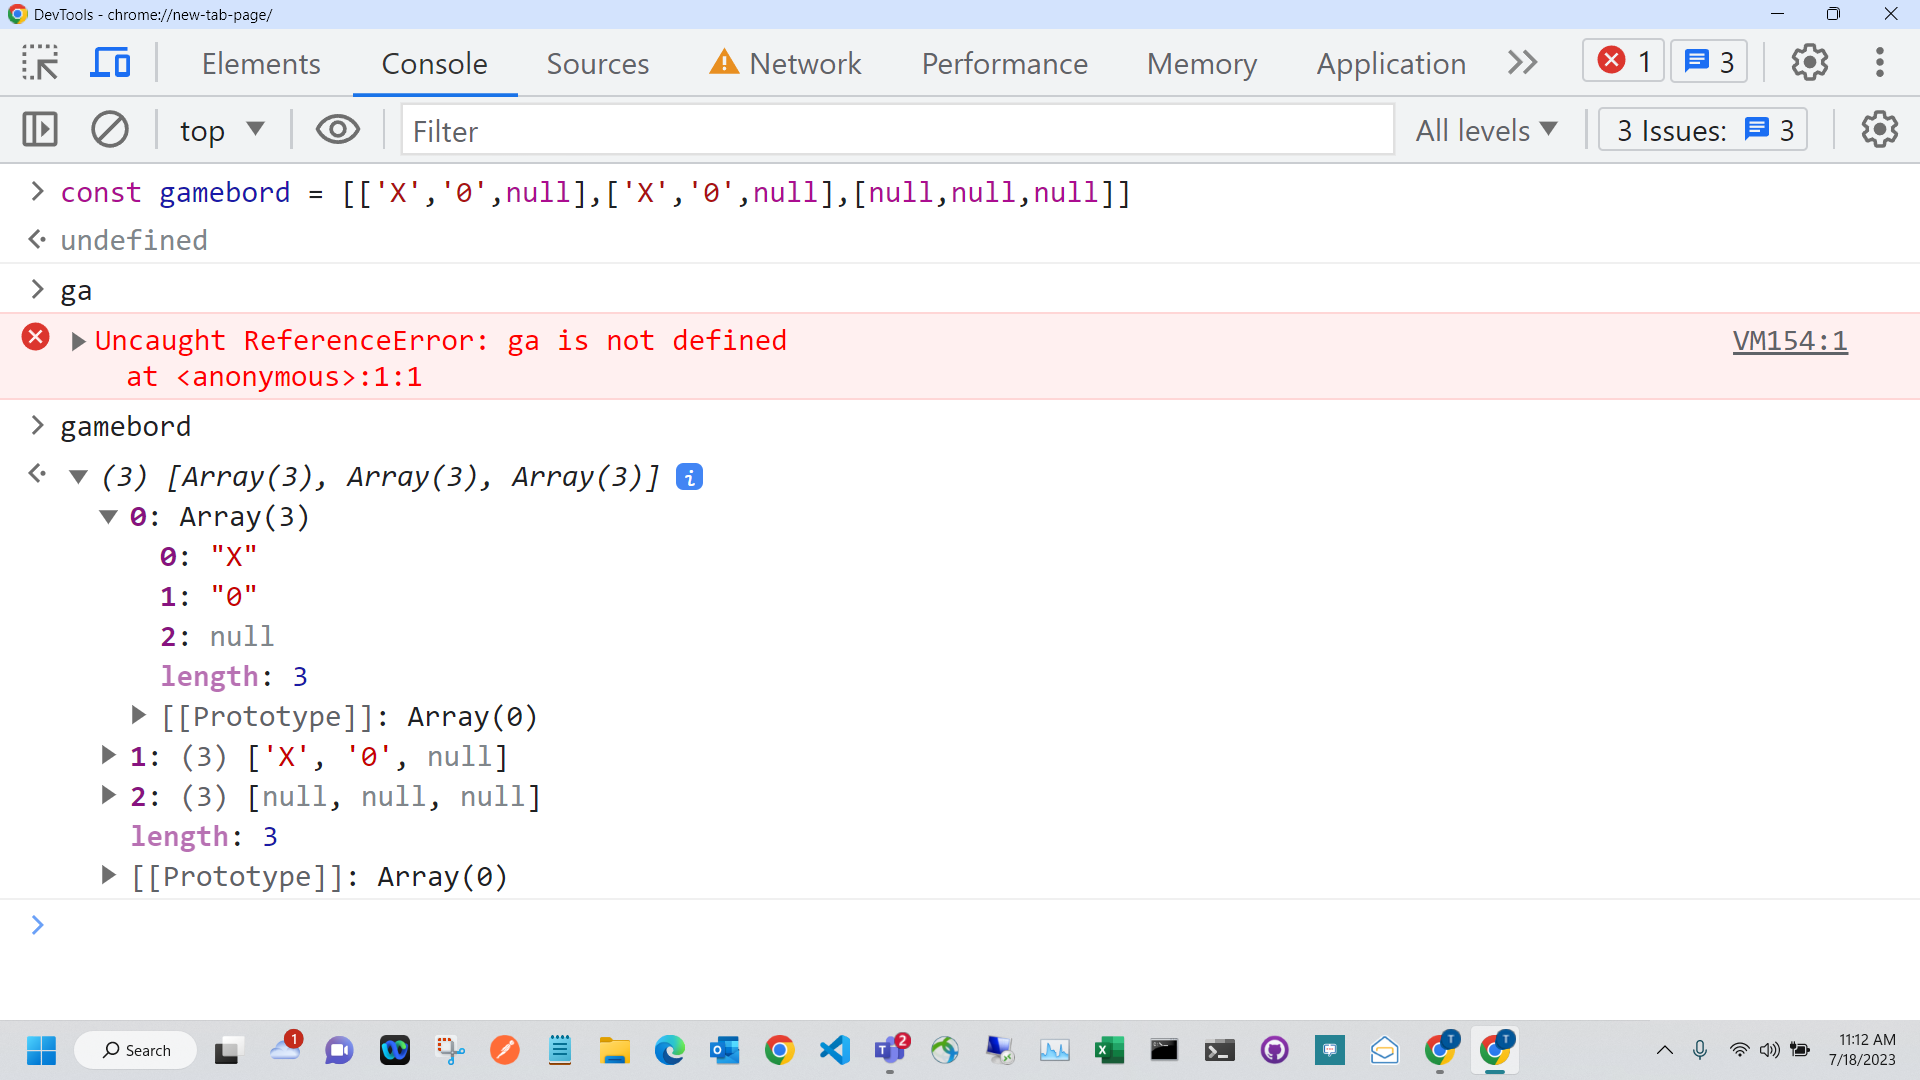 DevTools - chrome://new-tab-page/
Elements Console Sources Network Performance Memory Application 1 3
top Filter All levels 3 Issues: 3
const gamebord = [['X','0',null],['X','0',null],[null,null,null]]
undefined
ga
Uncaught ReferenceError: ga is not defined VM154:1
at <anonymous>:1:1
gamebord
(3) [Array(3), Array(3), Array(3)] i
0: Array(3)
0: "X"
1: "0"
2: null
length: 3
[[Prototype]]: Array(0)
1: (3) ['X', '0', null]
2: (3) [null, null, null]
length: 3
[[Prototype]]: Array(0)
Search 1 2 T T 11:12 AM
7/18/2023